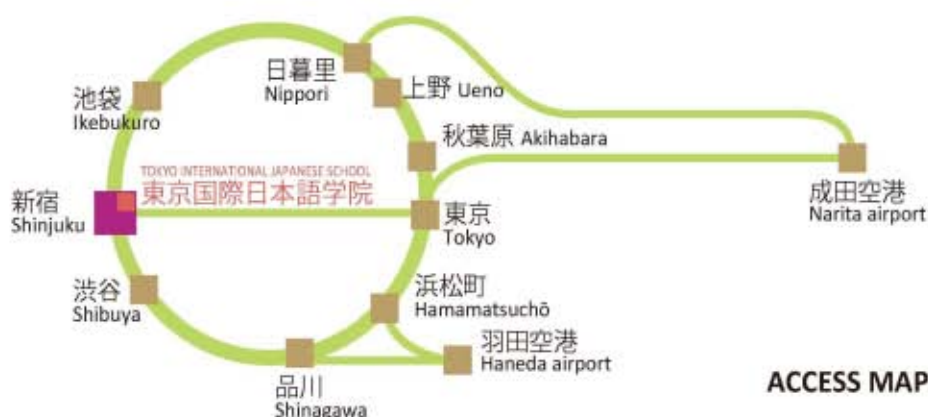 日暮里
Nippori
上野 Ueno
池袋
Ikebukuro
秋葉原 Akihabara
TOKYO INTERNATIONAL JAPANESE SCHOOL
東京国際日本語学院
新宿
Shinjuku
東京
Tokyo
成田空港
Narita airport
渋谷
Shibuya
浜松町
Hamamatsuchō
羽田空港
Haneda airport
品川
Shinagawa
ACCESS MAP